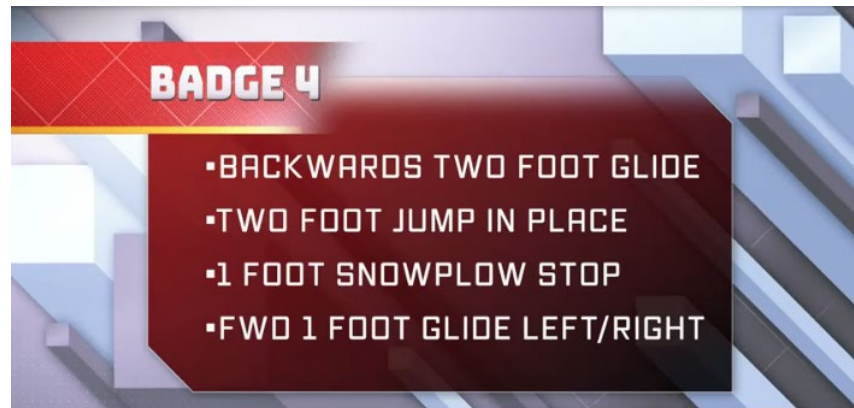 BADGE 4
▪BACKWARDS TWO FOOT GLIDE
▪TWO FOOT JUMP IN PLACE
▪1 FOOT SNOWPLOW STOP
▪FWD 1 FOOT GLIDE LEFT/RIGHT